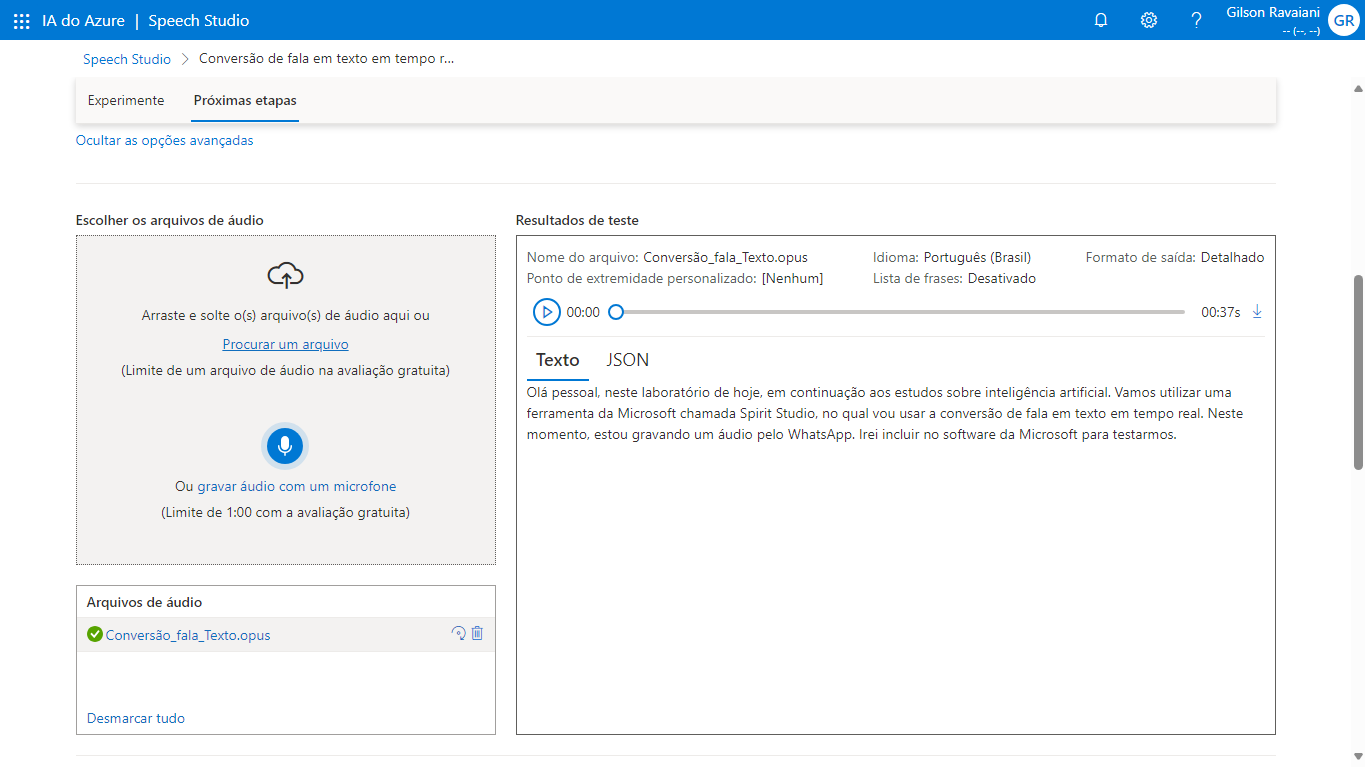 IA do Azure | Speech Studio
Gilson Ravaiani
-- (--, --)
GR
Speech Studio > Conversão de fala em texto em tempo r...
Experimente
Próximas etapas
Ocultar as opções avançadas
Escolher os arquivos de áudio
Arraste e solte o(s) arquivo(s) de áudio aqui ou
Procurar um arquivo
(Limite de um arquivo de áudio na avaliação gratuita)
Ou gravar áudio com um microfone
(Limite de 1:00 com a avaliação gratuita)
Arquivos de áudio
Conversão_fala_Texto.opus
Desmarcar tudo
Resultados de teste
Nome do arquivo: Conversão_fala_Texto.opus Idioma: Português (Brasil) Formato de saída: Detalhado
Ponto de extremidade personalizado: [Nenhum] Lista de frases: Desativado
00:00 00:37s
Texto JSON
Olá pessoal, neste laboratório de hoje, em continuação aos estudos sobre inteligência artificial. Vamos utilizar uma
ferramenta da Microsoft chamada Spirit Studio, no qual vou usar a conversão de fala em texto em tempo real. Neste
momento, estou gravando um áudio pelo WhatsApp. Irei incluir no software da Microsoft para testarmos.